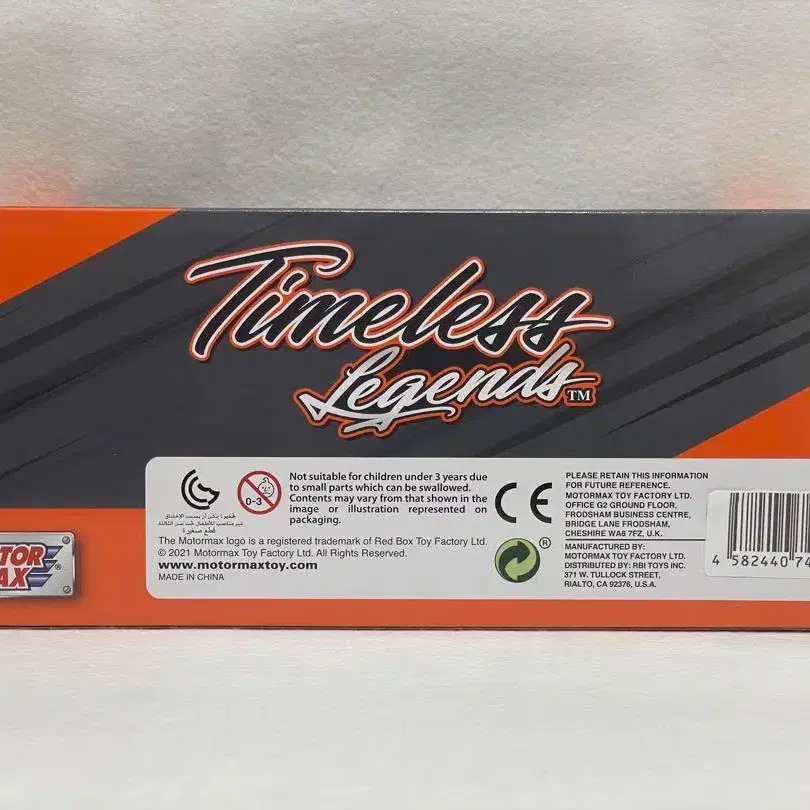 Timeless
Legends™
0-3
Not suitable for children under 3 years due
to small parts which can be swallowed.
Contents may vary from that shown in the
image or illustration represented on
packaging.
The Motormax logo is a registered trademark of Red Box Toy Factory Ltd.
© 2021 Motormax Toy Factory Ltd. All Rights Reserved.
www.motormaxtoy.com
MADE IN CHINA
CE
®
PLEASE RETAIN THIS INFORMATION
FOR FUTURE REFERENCE.
MOTORMAX TOY FACTORY LTD.
OFFICE G2 GROUND FLOOR,
FRODSHAM BUSINESS CENTRE,
BRIDGE LANE FRODSHAM,
CHESHIRE WA6 7FZ, U.K.
MANUFACTURED BY:
MOTORMAX TOY FACTORY LTD.
DISTRIBUTED BY: RBI TOYS INC.
371 W. TULLOCK STREET,
RIALTO, CA 92376, U.S.A.
TOR
AX®
4 582440 74